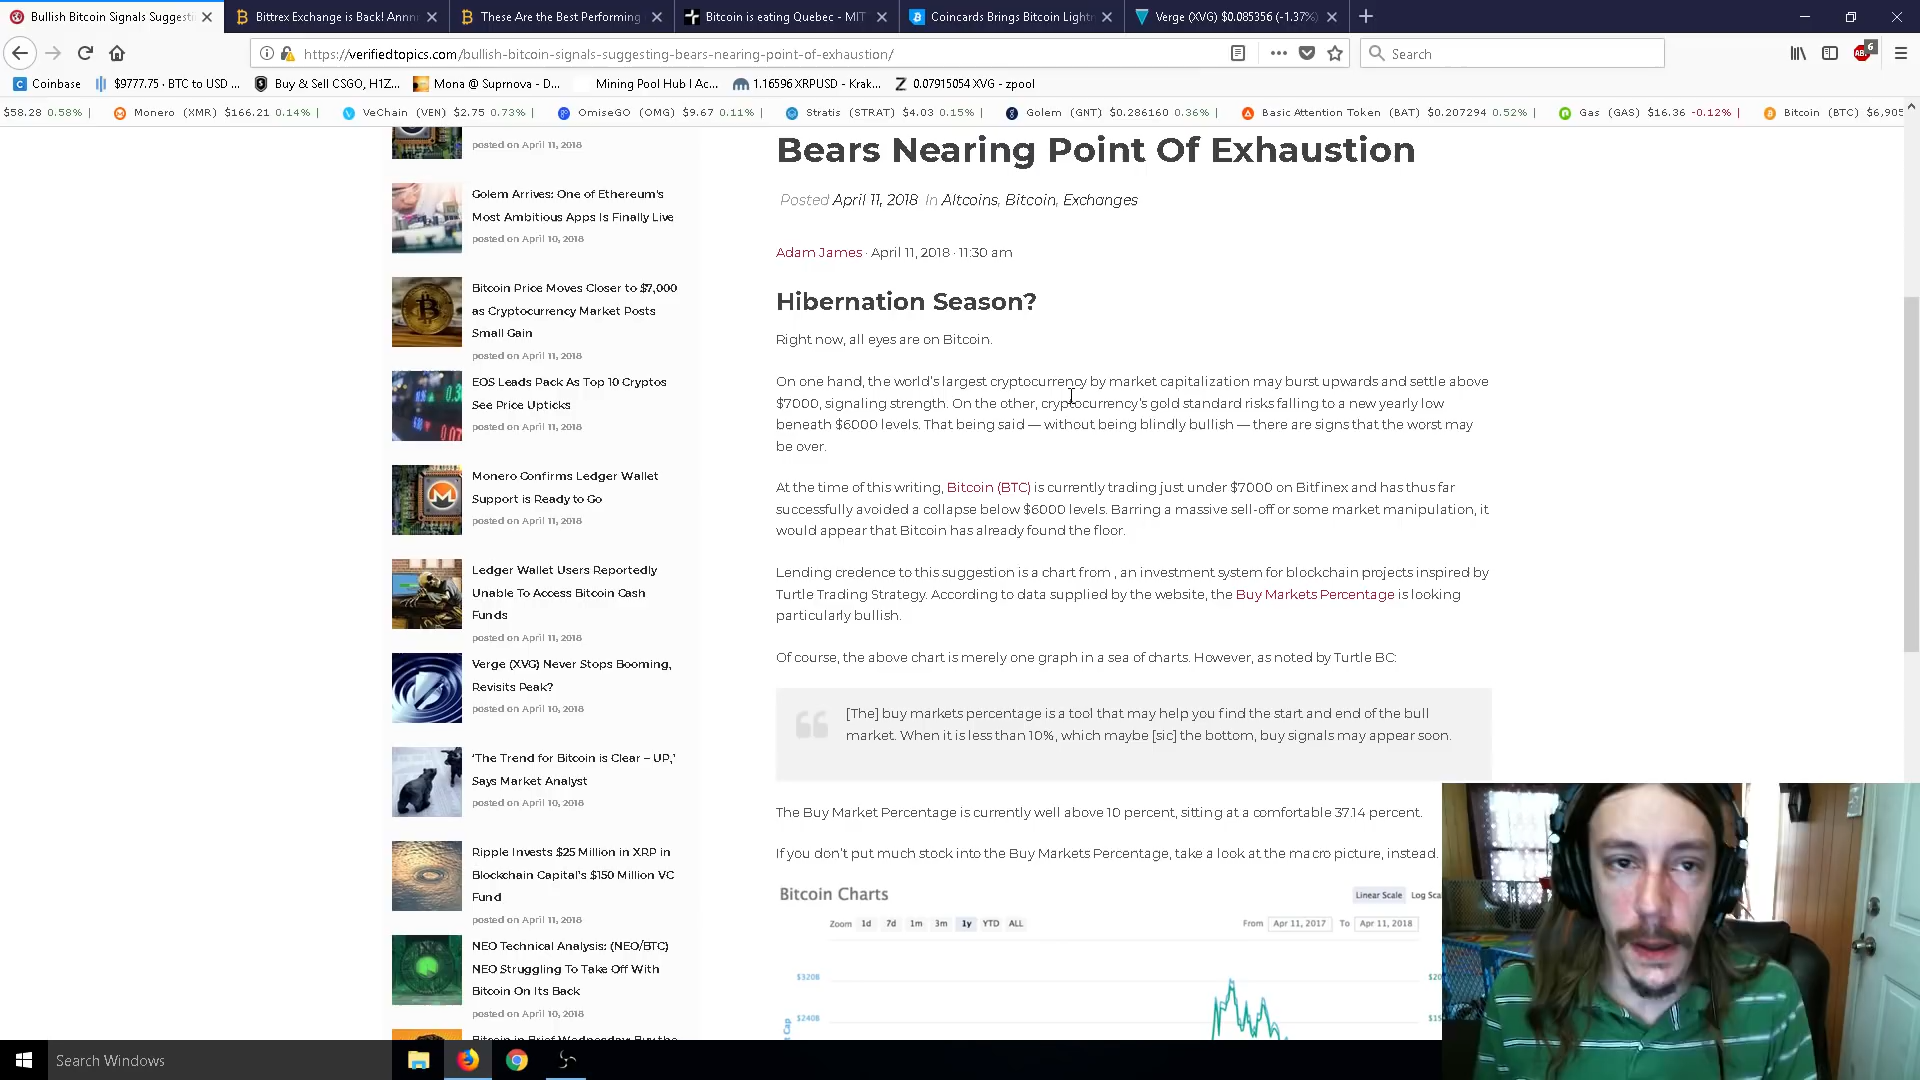 Bullish Bitcoin Signals Suggesti
Bittrex Exchange is Back! Annn
These Are the Best Performing
Bitcoin is eating Quebec - MIT
Coincards Brings Bitcoin Lightn
Verge (XVG) $0.085356 (-1.37%)
https://verifiedtopics.com/bullish-bitcoin-signals-suggesting-bears-nearing-point-of-exhaustion/
Search
6
Coinbase
$9777.75 · BTC to USD ...
Buy & Sell CSGO, H1Z...
Mona @ Suprnova - D...
Mining Pool Hub | Ac...
1.16596 XRPUSD - Krak...
0.07915054 XVG - zpool
$58.28 0.58% |
Monero (XMR) $166.21 0.14% |
VeChain (VEN) $2.75 0.73% |
OmiseGO (OMG) $9.67 0.11% |
Stratis (STRAT) $4.03 0.15% |
Golem (GNT) $0.286160 0.36% |
Basic Attention Token (BAT) $0.207294 0.52% |
Gas (GAS) $16.36 -0.12% |
Bitcoin (BTC) $6,905
posted on April 11, 2018
Golem Arrives: One of Ethereum's
Most Ambitious Apps Is Finally Live
posted on April 10, 2018
Bitcoin Price Moves Closer to $7,000
as Cryptocurrency Market Posts
Small Gain
posted on April 11, 2018
EOS Leads Pack As Top 10 Cryptos
See Price Upticks
posted on April 11, 2018
Monero Confirms Ledger Wallet
Support is Ready to Go
posted on April 11, 2018
Ledger Wallet Users Reportedly
Unable To Access Bitcoin Cash
Funds
posted on April 11, 2018
Verge (XVG) Never Stops Booming,
Revisits Peak?
posted on April 10, 2018
‘The Trend for Bitcoin is Clear – UP,’
Says Market Analyst
posted on April 10, 2018
Ripple Invests $25 Million in XRP in
Blockchain Capital's $150 Million VC
Fund
posted on April 11, 2018
NEO Technical Analysis: (NEO/BTC)
NEO Struggling To Take Off With
Bitcoin On Its Back
posted on April 10, 2018
Bitcoin in Brief Wednesday: Buy the
Bears Nearing Point Of Exhaustion
Posted April 11, 2018 In Altcoins, Bitcoin, Exchanges
Adam James · April 11, 2018 · 11:30 am
Hibernation Season?
Right now, all eyes are on Bitcoin.
On one hand, the world's largest cryptocurrency by market capitalization may burst upwards and settle above
$7000, signaling strength. On the other, cryptocurrency's gold standard risks falling to a new yearly low
beneath $6000 levels. That being said — without being blindly bullish — there are signs that the worst may
be over.
At the time of this writing, Bitcoin (BTC) is currently trading just under $7000 on Bitfinex and has thus far
successfully avoided a collapse below $6000 levels. Barring a massive sell-off or some market manipulation, it
would appear that Bitcoin has already found the floor.
Lending credence to this suggestion is a chart from , an investment system for blockchain projects inspired by
Turtle Trading Strategy. According to data supplied by the website, the Buy Markets Percentage is looking
particularly bullish.
Of course, the above chart is merely one graph in a sea of charts. However, as noted by Turtle BC:
[The] buy markets percentage is a tool that may help you find the start and end of the bull
market. When it is less than 10%, which maybe [sic] the bottom, buy signals may appear soon.
The Buy Market Percentage is currently well above 10 percent, sitting at a comfortable 37.14 percent.
If you don't put much stock into the Buy Markets Percentage, take a look at the macro picture, instead.
Bitcoin Charts
Linear Scale
Log Sca
Zoom 1d 7d 1m 3m 1y YTD ALL
From Apr 11, 2017 To Apr 11, 2018
$320B
$20
$240B
$15
Cap
Search Windows